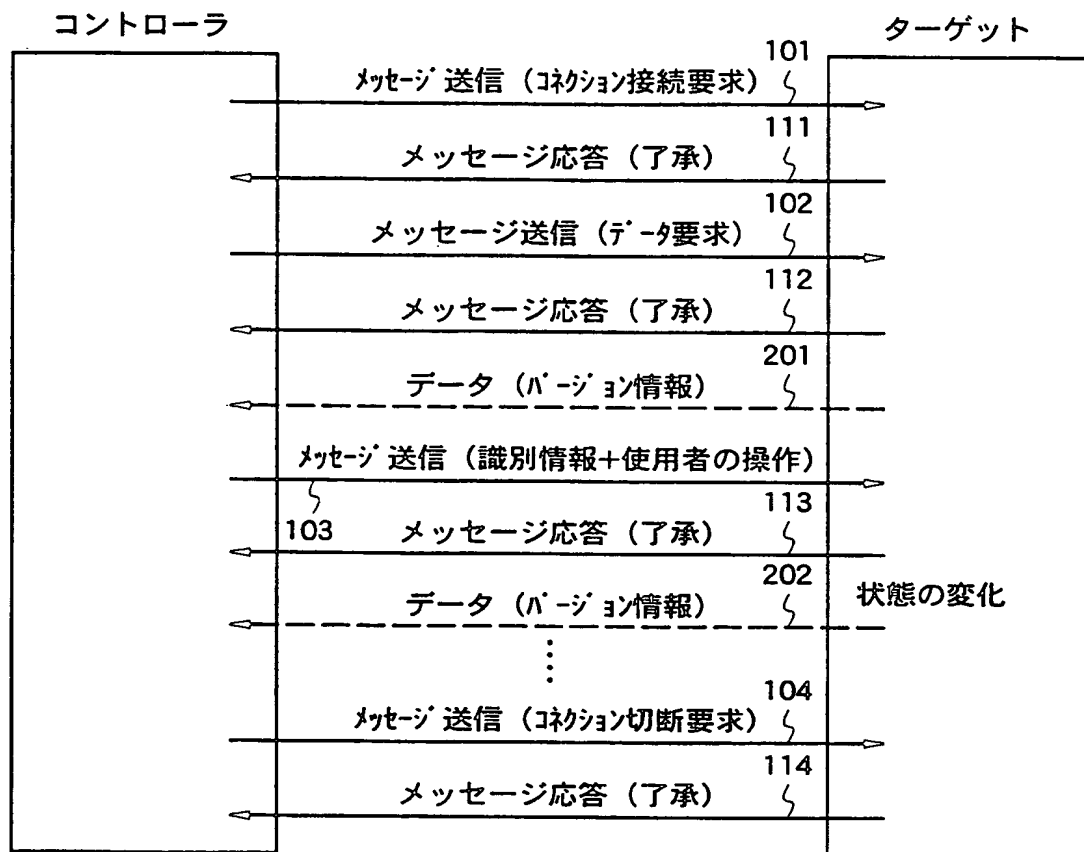 コントローラ
ターゲット
101
メッセージ送信（コネクション接続要求）
111
メッセージ応答（了承）
102
メッセージ送信（データ要求）
112
メッセージ応答（了承）
201
データ（バージョン情報）
メッセージ送信（識別情報+使用者の操作）
103
113
メッセージ応答（了承）
202
データ（バージョン情報）
状態の変化
104
メッセージ送信（コネクション切断要求）
114
メッセージ応答（了承）